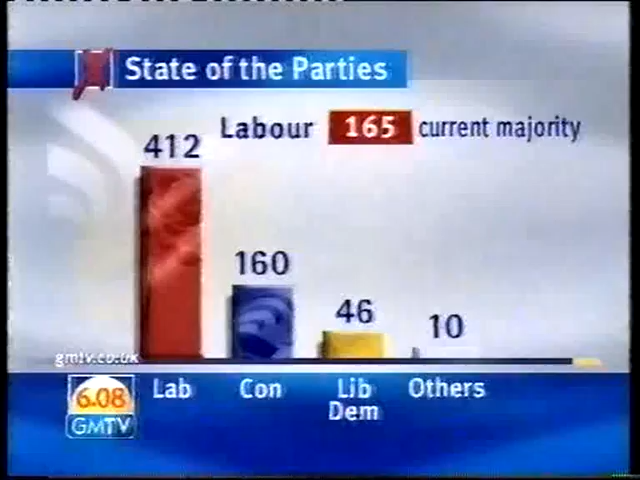 State of the Parties
Labour 165 current majority
412
160
46
10
gmtv.co.uk
Lab Con Lib Dem Others
6.08
GMTV